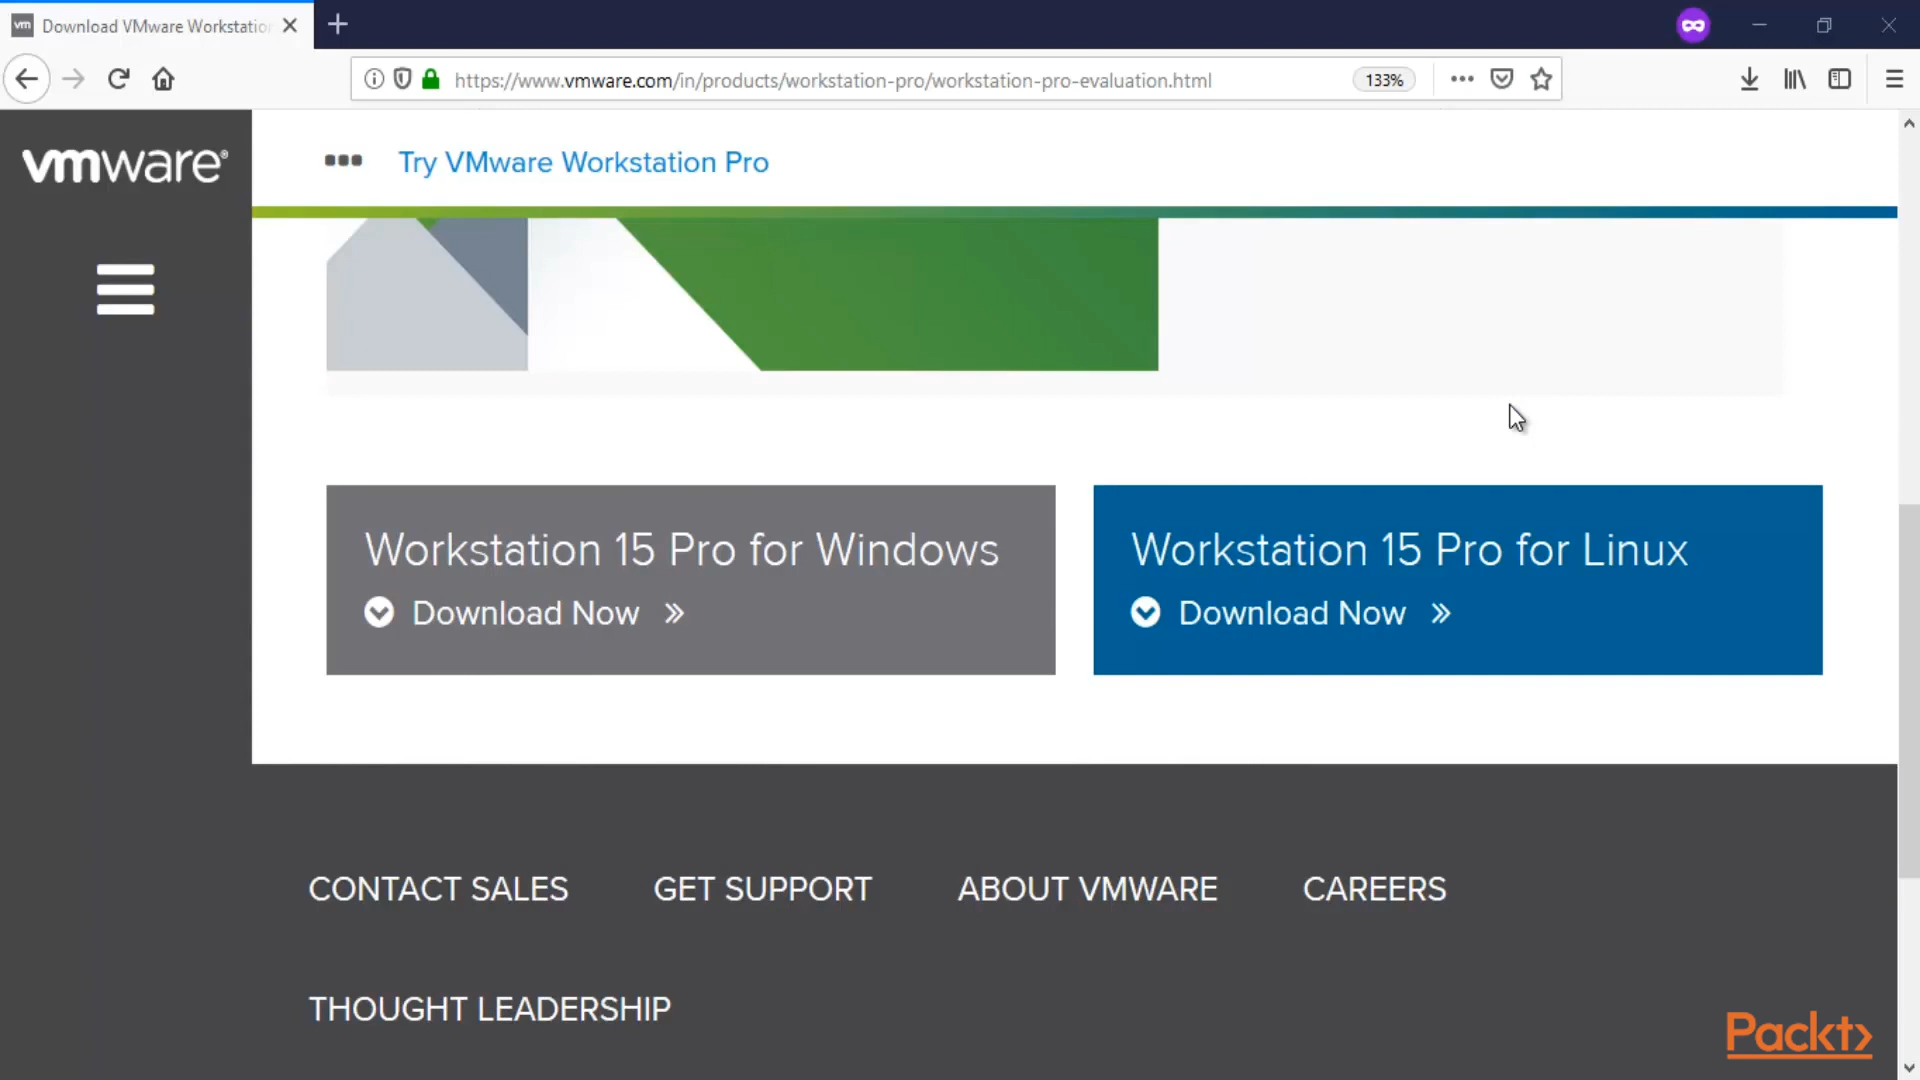 vm Download VMware Workstatio
https://www.vmware.com/in/products/workstation-pro/workstation-pro-evaluation.html
133%
vmware®
Try VMware Workstation Pro
Workstation 15 Pro for Windows
Download Now »
Workstation 15 Pro for Linux
Download Now »
CONTACT SALES
GET SUPPORT
ABOUT VMWARE
CAREERS
THOUGHT LEADERSHIP
Packt>